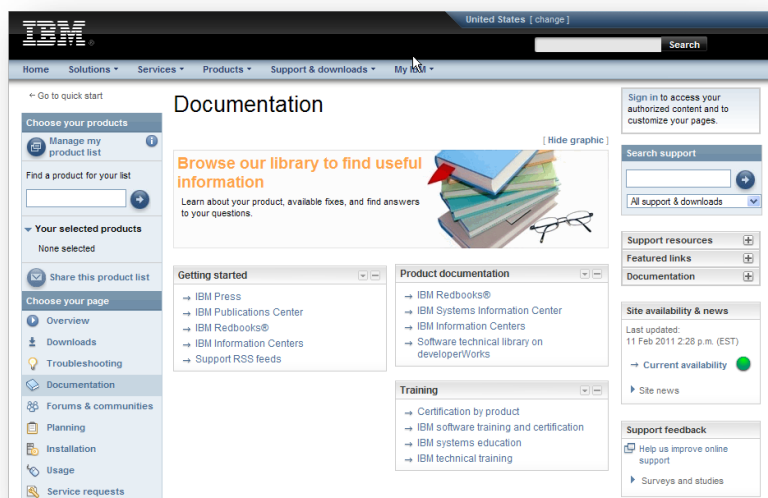 United States [ change ]
IBM®
Search
Home Solutions Services Products Support & downloads My IBM
← Go to quick start
Documentation
Choose your products
Manage my
product list
Find a product for your list
Your selected products
None selected
Share this product list
Choose your page
Overview
Downloads
Troubleshooting
Documentation
Forums & communities
Planning
Installation
Usage
Service requests
[ Hide graphic ]
Browse our library to find useful
information
Learn about your product, available fixes, and find answers
to your questions.
Getting started
→ IBM Press
→ IBM Publications Center
→ IBM Redbooks®
→ IBM Information Centers
→ Support RSS feeds
Product documentation
→ IBM Redbooks®
→ IBM Systems Information Center
→ IBM Information Centers
→ Software technical library on
developerWorks
Training
→ Certification by product
→ IBM software training and certification
→ IBM systems education
→ IBM technical training
Sign in to access your
authorized content and to
customize your pages.
Search support
All support & downloads
Support resources
Featured links
Documentation
Site availability & news
Last updated:
11 Feb 2011 2:28 p.m. (EST)
→ Current availability
Site news
Support feedback
Help us improve online
support
Surveys and studies